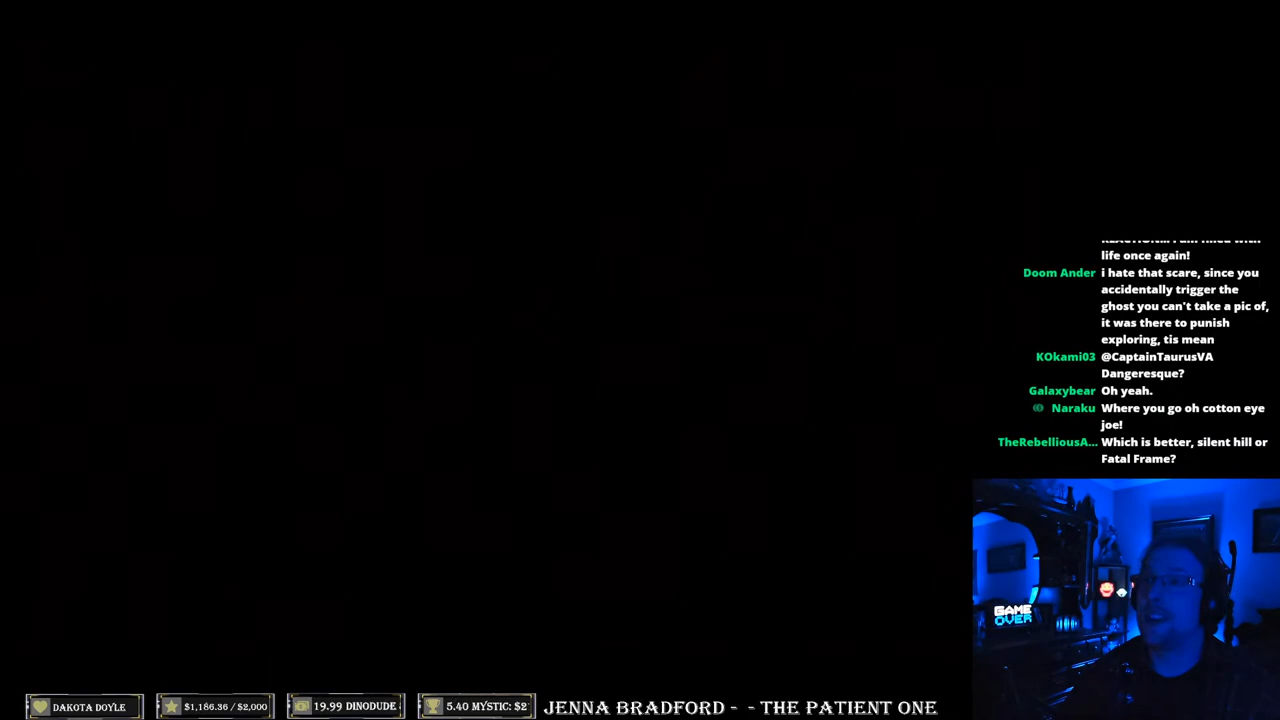 life once again!
Doom Ander i hate that scare, since you
accidentally trigger the
ghost you can't take a pic of,
it was there to punish
exploring, tis mean
KOkami03 @CaptainTaurusVA
Dangeresque?
Galaxybear Oh yeah.
Naraku Where you go oh cotton eye
joe!
TheRebelliousA... Which is better, silent hill or
Fatal Frame?
GAME
OVER
DAKOTA DOYLE
$1,186.36 / $2,000
19.99 DINODUDE
5.40 MYSTIC: $2
JENNA BRADFORD - - THE PATIENT ONE